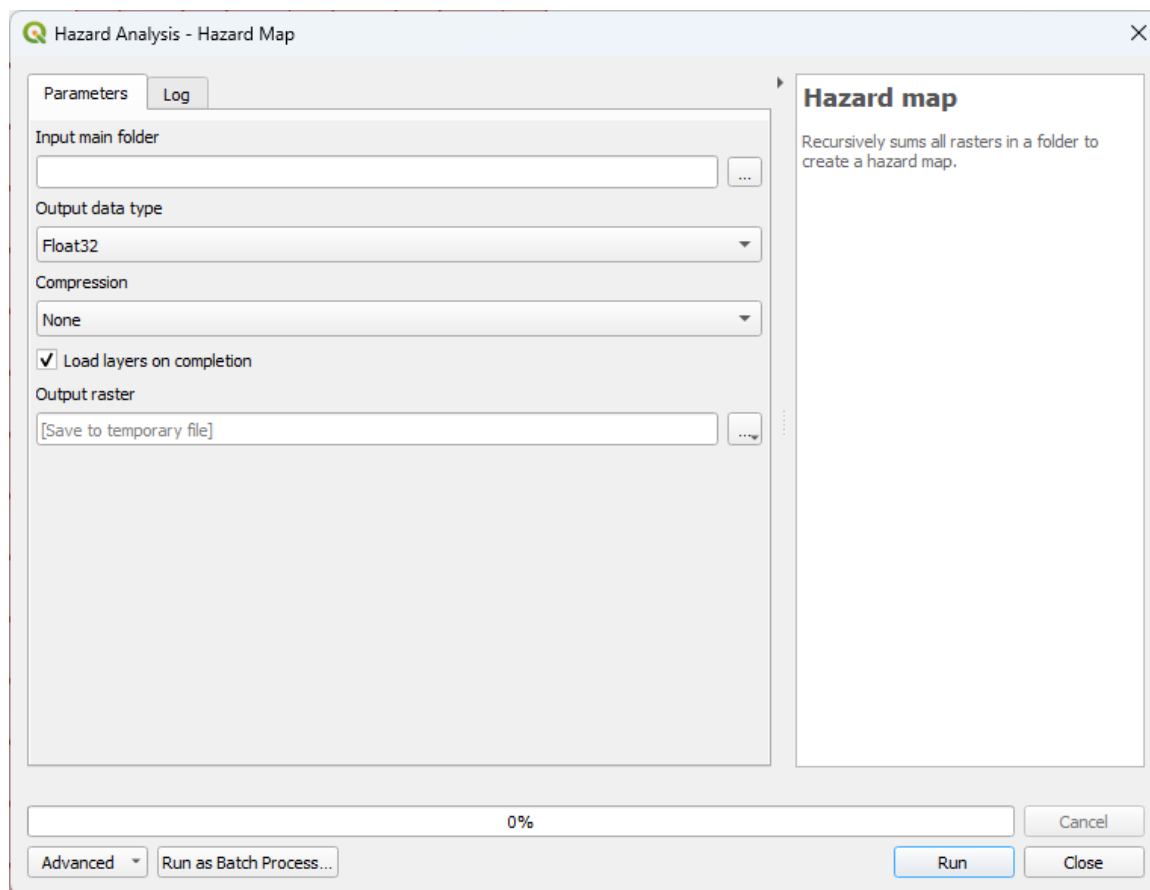 Hazard Analysis - Hazard Map
Parameters
Log
Input main folder
...
Output data type
Float32
Compression
None
Load layers on completion
Output raster
[Save to temporary file]
...
Hazard map
Recursively sums all rasters in a folder to
create a hazard map.
0%
Cancel
Advanced
Run as Batch Process...
Run
Close